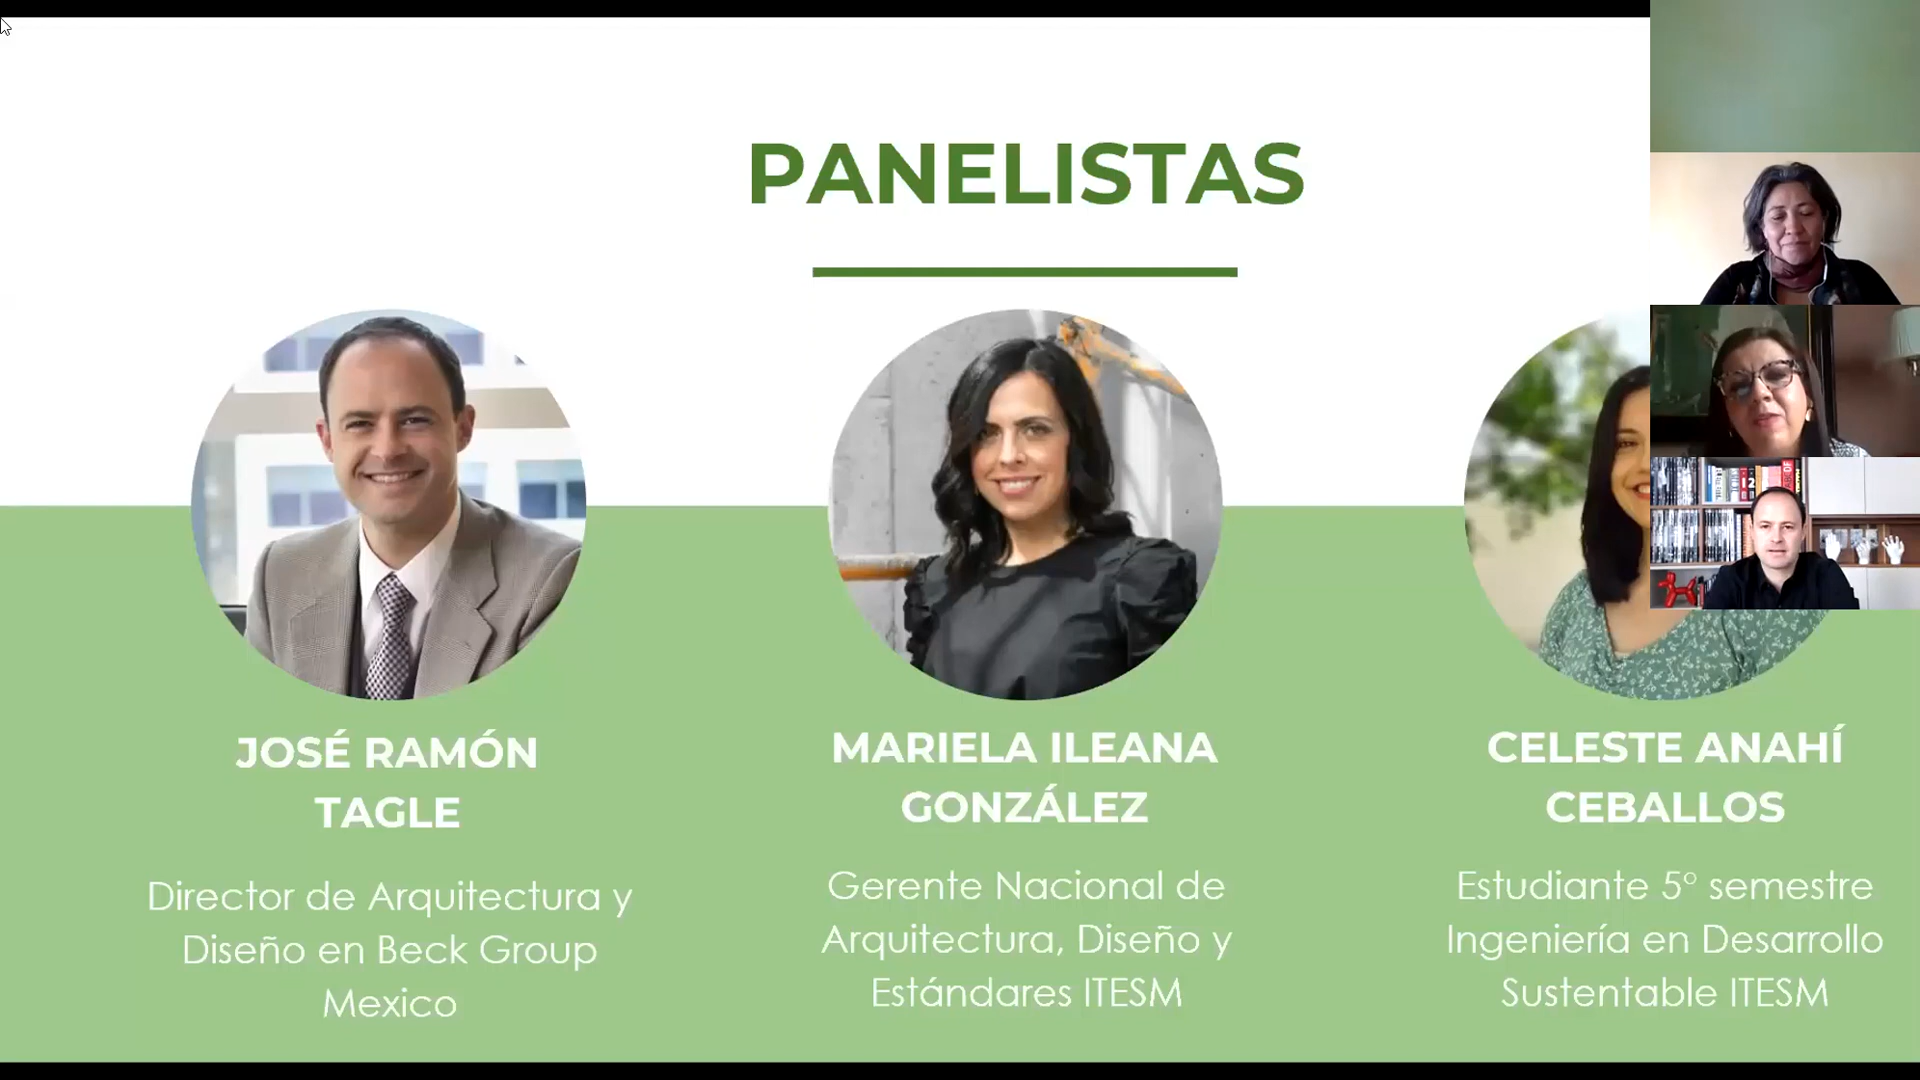 PANELISTAS
JOSÉ RAMÓN
TAGLE
Director de Arquitectura y
Diseño en Beck Group
Mexico
MARIELA ILEANA
GONZÁLEZ
Gerente Nacional de
Arquitectura, Diseño y
Estándares ITESM
CELESTE ANAHÍ
CEBALLOS
Estudiante 5º semestre
Ingeniería en Desarrollo
Sustentable ITESM